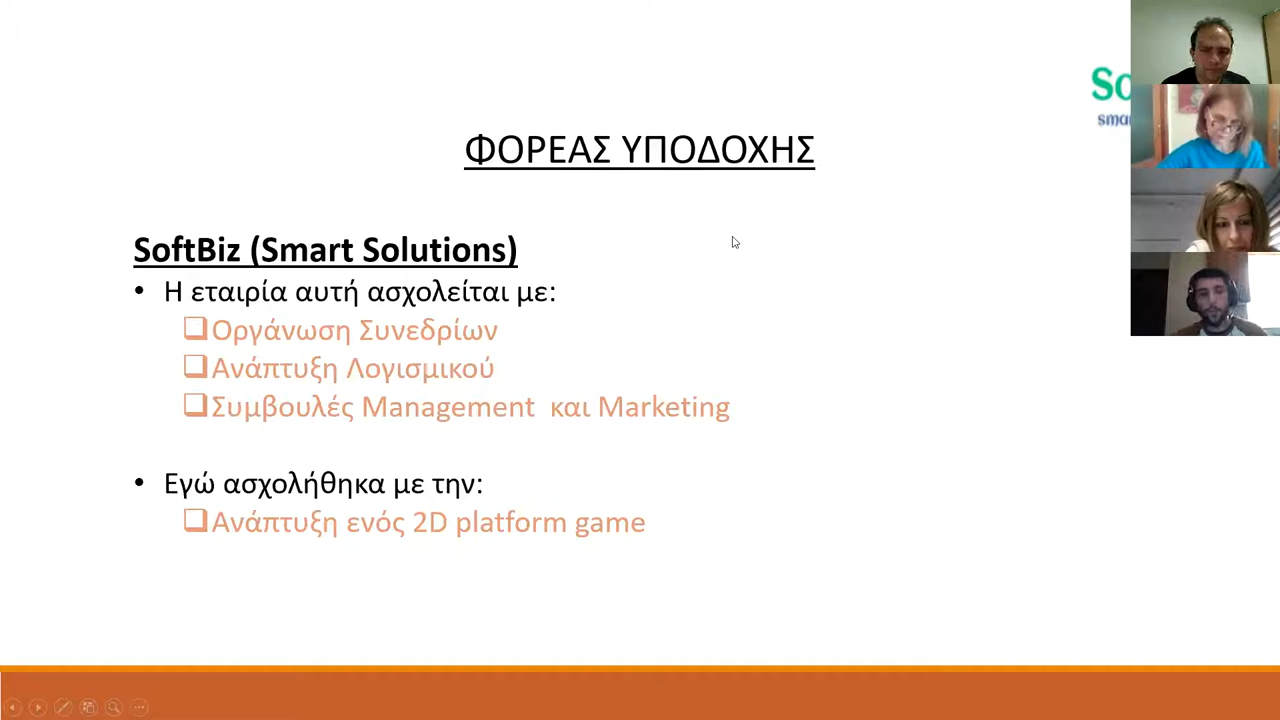 ΦΟΡΕΑΣ ΥΠΟΔΟΧΗΣ
SoftBiz (Smart Solutions)
• Η εταιρία αυτή ασχολείται με:
❑Οργάνωση Συνεδρίων
❑Ανάπτυξη Λογισμικού
❑Συμβουλές Management και Marketing
• Εγώ ασχολήθηκα με την:
❑Ανάπτυξη ενός 2D platform game